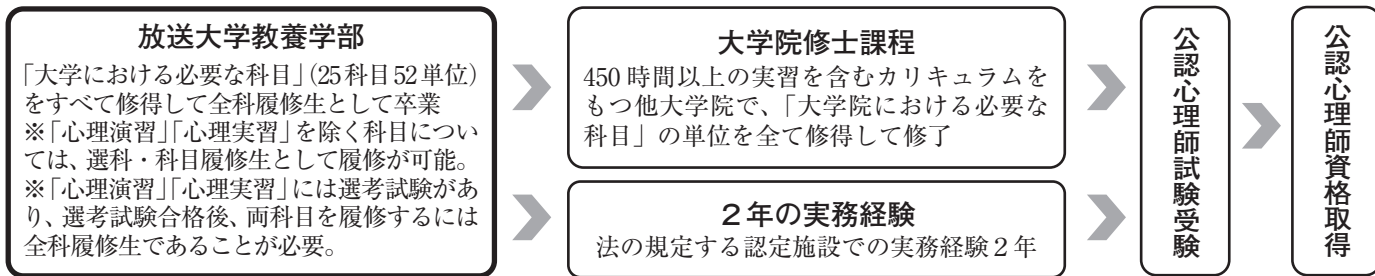 放送大学教養学部
「大学における必要な科目」(25科目52単位)
をすべて修得して全科履修生として卒業
※「心理演習」「心理実習」を除く科目につい
ては、選科・科目履修生として履修が可能。
※「心理演習」「心理実習」には選考試験があ
り、選考試験合格後、両科目を履修するには
全科履修生であることが必要。
大学院修士課程
450時間以上の実習を含むカリキュラムを
もつ他大学院で、「大学院における必要な
科目」の単位を全て修得して修了
2年の実務経験
法の規定する認定施設での実務経験2年
公認心理師試験受験
公認心理師資格取得